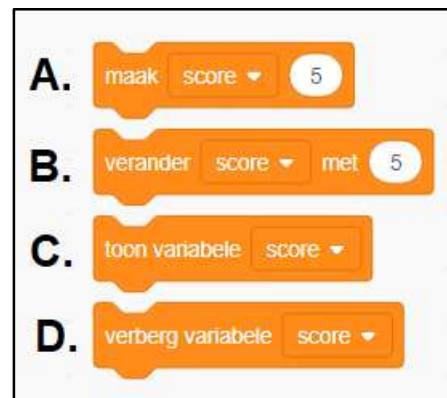 A. maak score 5
B. verander score met 5
C. toon variabele score
D. verberg variabele score